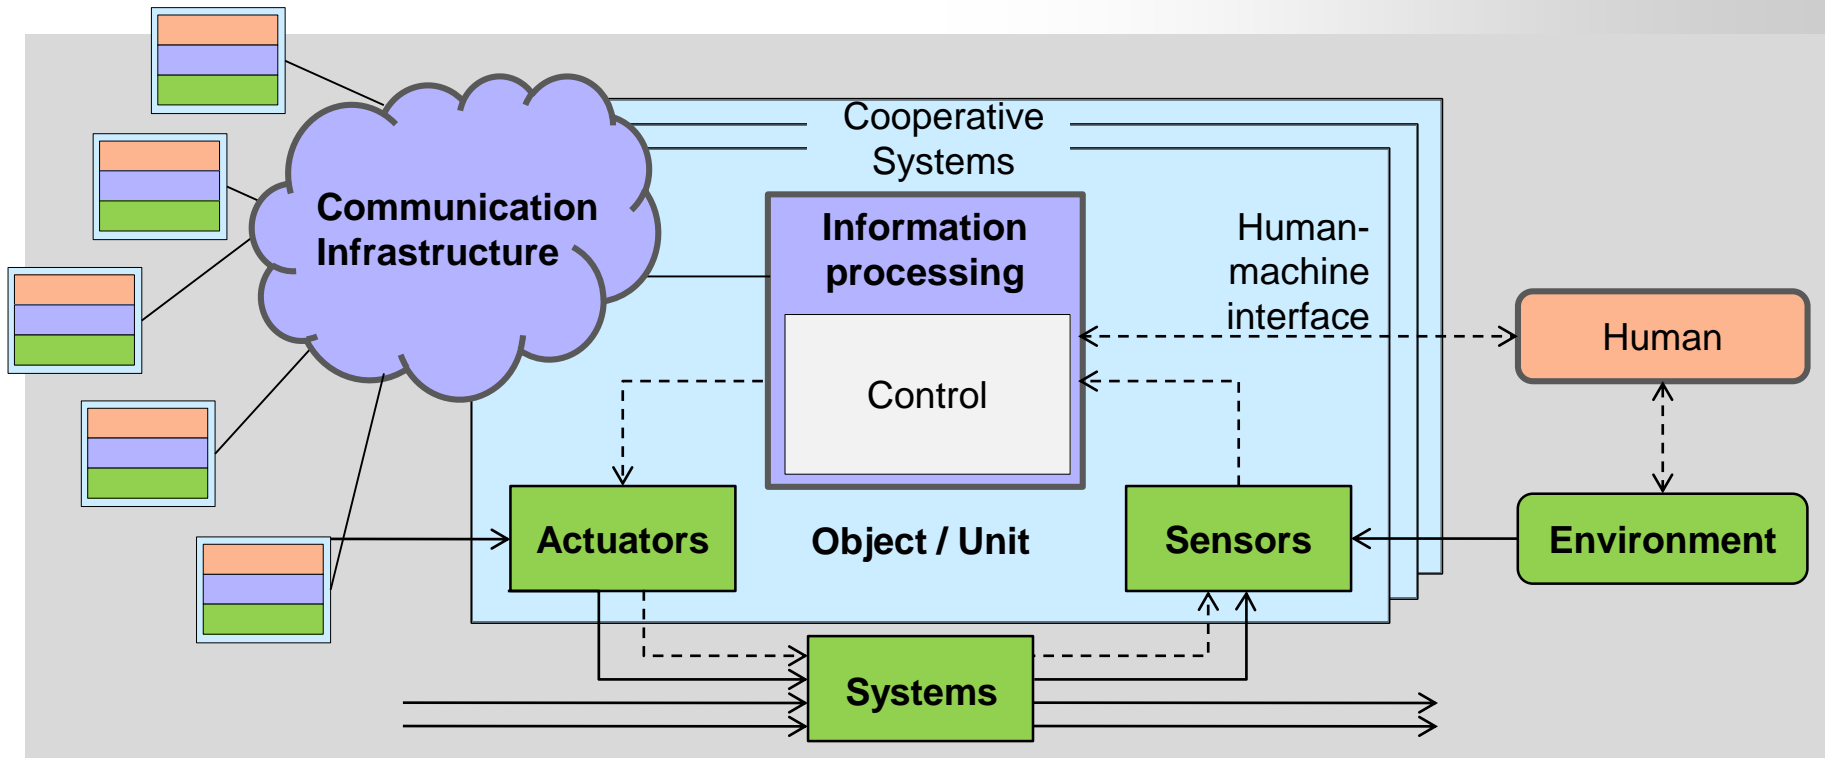 Cooperative
Systems
Communication
Infrastructure
Information
processing
Human-
machine
interface
Human
Control
Actuators
Object / Unit
Sensors
Environment
Systems